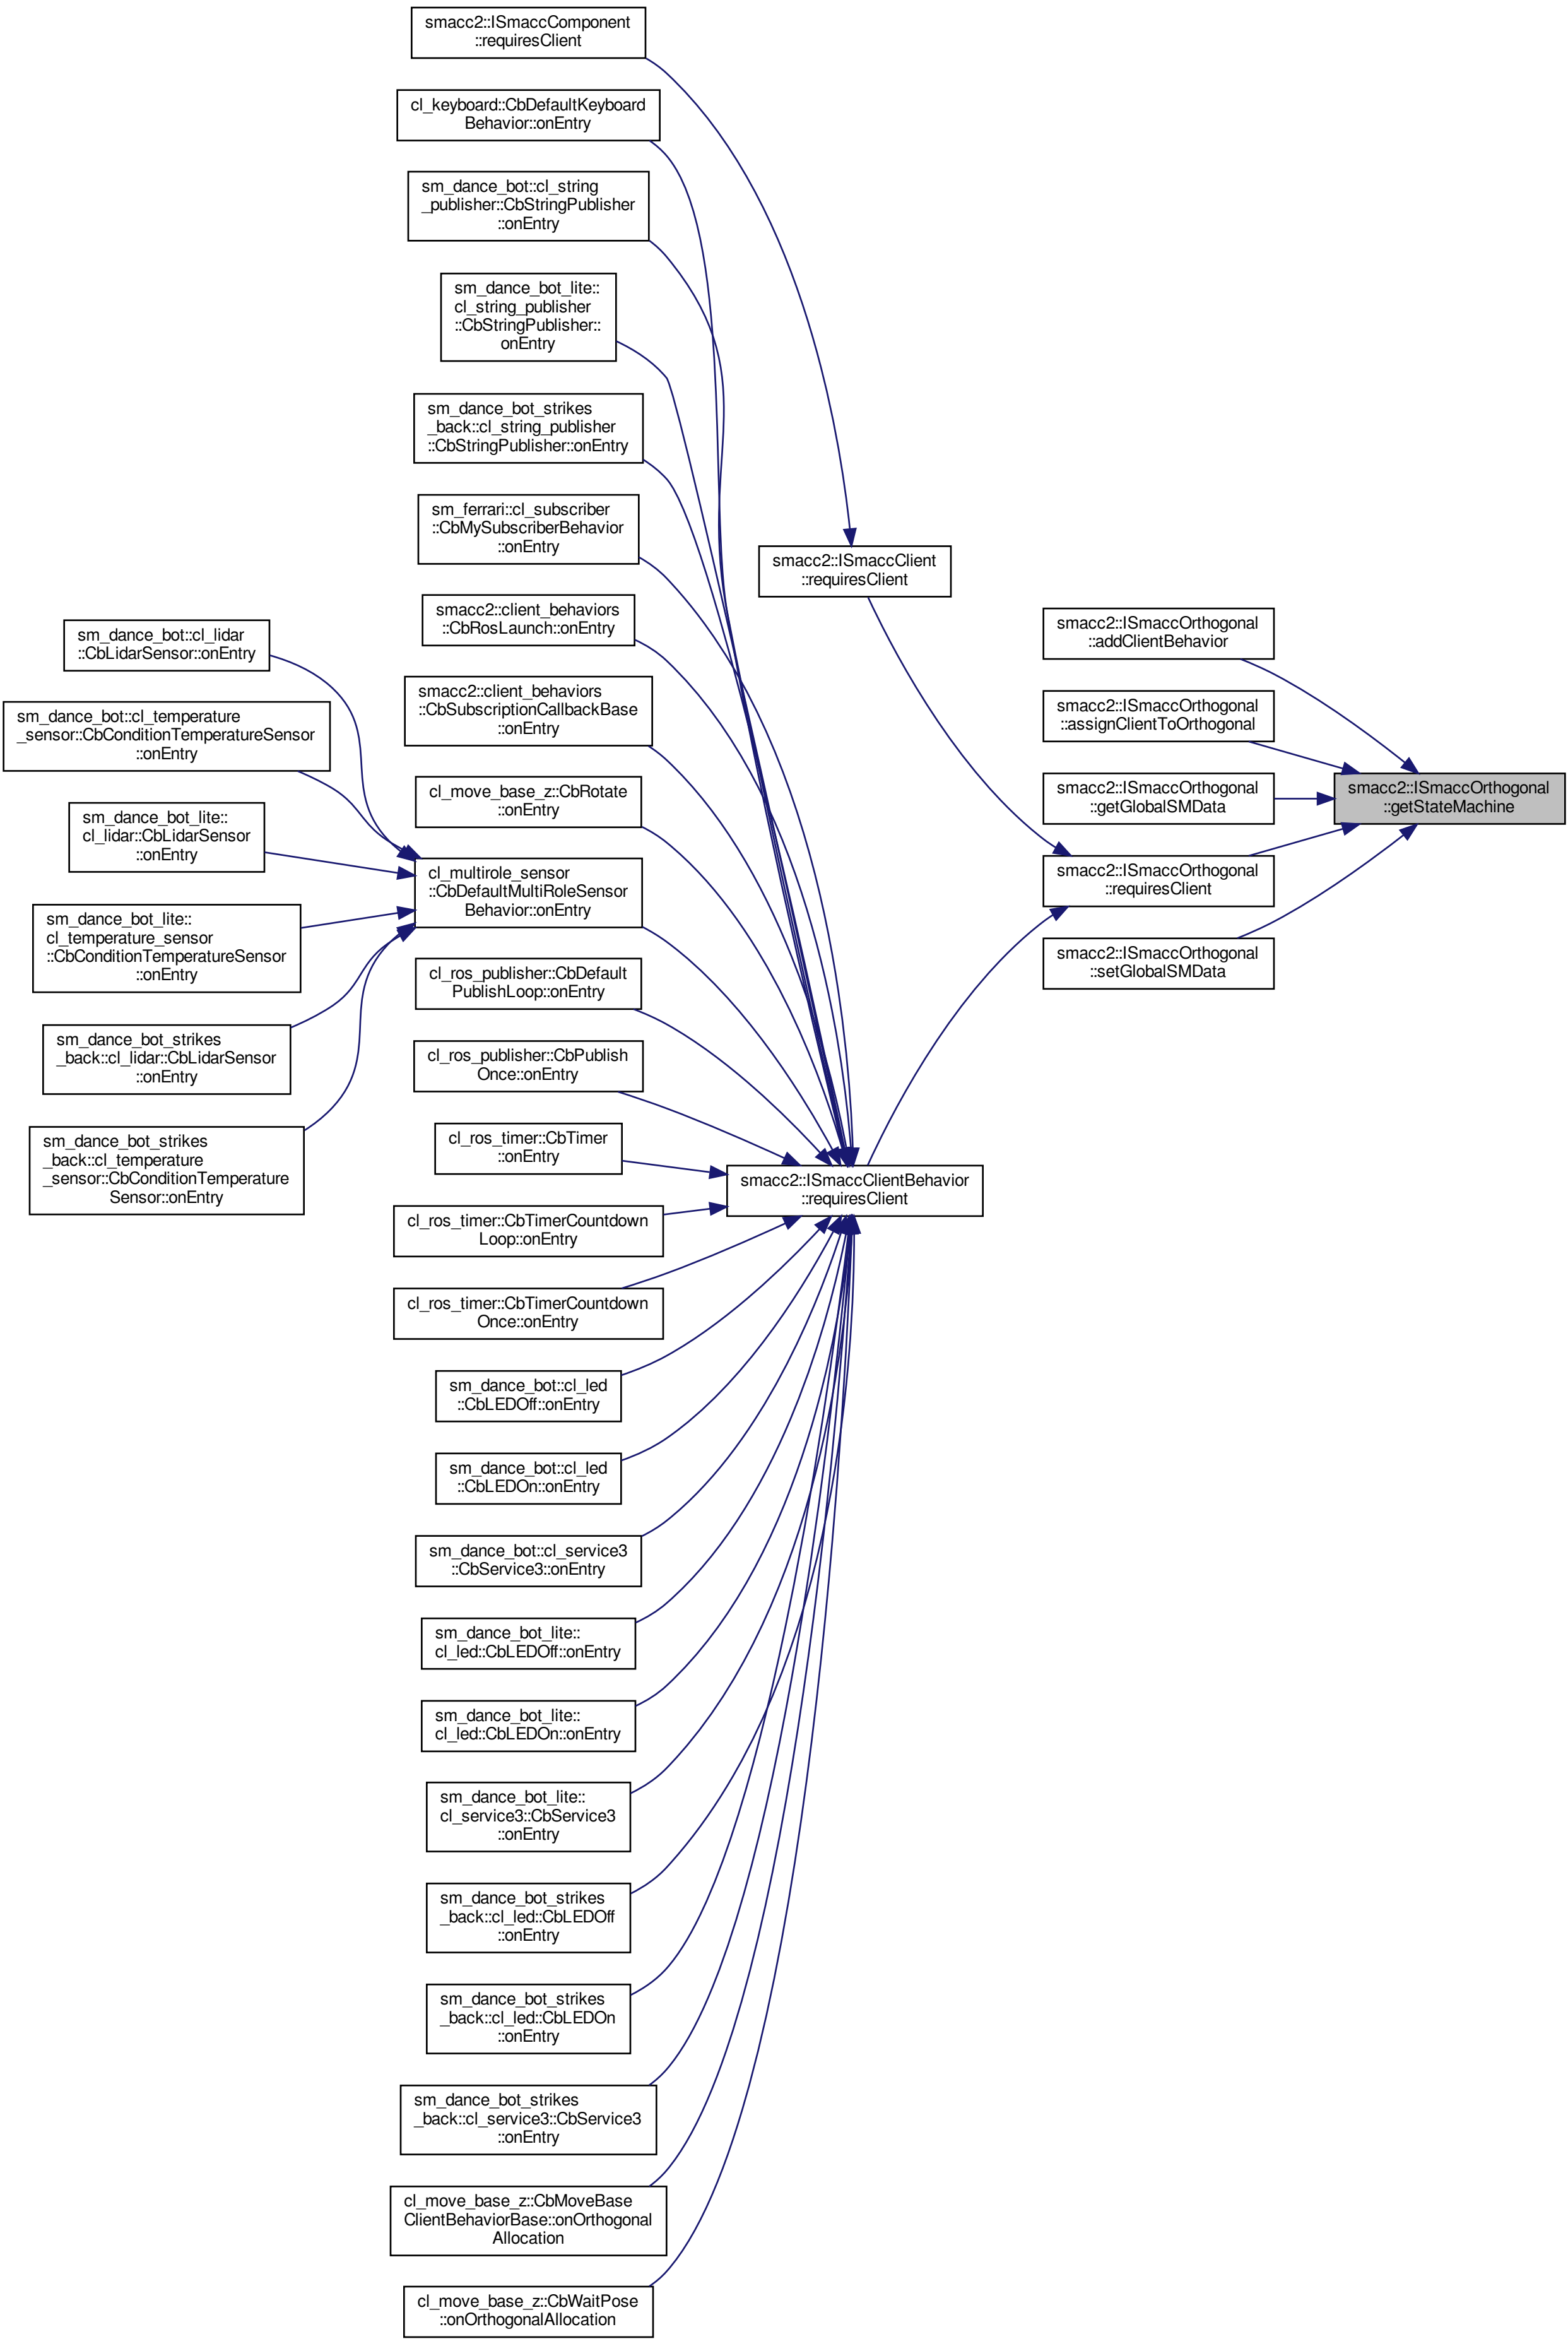 smacc2::ISmaccComponent
::requiresClient
cl_keyboard::CbDefaultKeyboard
Behavior::onEntry
sm_dance_bot::cl_string
_publisher::CbStringPublisher
::onEntry
sm_dance_bot_lite::
cl_string_publisher
::CbStringPublisher::
onEntry
sm_dance_bot_strikes
_back::cl_string_publisher
::CbStringPublisher::onEntry
sm_ferrari::cl_subscriber
::CbMySubscriberBehavior
::onEntry
smacc2::client_behaviors
::CbRosLaunch::onEntry
smacc2::client_behaviors
::CbSubscriptionCallbackBase
::onEntry
cl_move_base_z::CbRotate
::onEntry
cl_multirole_sensor
::CbDefaultMultiRoleSensor
Behavior::onEntry
cl_ros_publisher::CbDefault
PublishLoop::onEntry
cl_ros_publisher::CbPublish
Once::onEntry
cl_ros_timer::CbTimer
::onEntry
cl_ros_timer::CbTimerCountdown
Loop::onEntry
cl_ros_timer::CbTimerCountdown
Once::onEntry
sm_dance_bot::cl_led
::CbLEDOff::onEntry
sm_dance_bot::cl_led
::CbLEDOn::onEntry
sm_dance_bot::cl_service3
::CbService3::onEntry
sm_dance_bot_lite::
cl_led::CbLEDOff::onEntry
sm_dance_bot_lite::
cl_led::CbLEDOn::onEntry
sm_dance_bot_lite::
cl_service3::CbService3
::onEntry
sm_dance_bot_strikes
_back::cl_led::CbLEDOff
::onEntry
sm_dance_bot_strikes
_back::cl_led::CbLEDOn
::onEntry
sm_dance_bot_strikes
_back::cl_service3::CbService3
::onEntry
cl_move_base_z::CbMoveBase
ClientBehaviorBase::onOrthogonal
Allocation
cl_move_base_z::CbWaitPose
::onOrthogonalAllocation
sm_dance_bot::cl_lidar
::CbLidarSensor::onEntry
sm_dance_bot::cl_temperature
_sensor::CbConditionTemperatureSensor
::onEntry
sm_dance_bot_lite::
cl_lidar::CbLidarSensor
::onEntry
sm_dance_bot_lite::
cl_temperature_sensor
::CbConditionTemperatureSensor
::onEntry
sm_dance_bot_strikes
_back::cl_lidar::CbLidarSensor
::onEntry
sm_dance_bot_strikes
_back::cl_temperature
_sensor::CbConditionTemperature
Sensor::onEntry
smacc2::ISmaccClient
::requiresClient
smacc2::ISmaccClientBehavior
::requiresClient
smacc2::ISmaccOrthogonal
::addClientBehavior
smacc2::ISmaccOrthogonal
::assignClientToOrthogonal
smacc2::ISmaccOrthogonal
::getGlobalSMData
smacc2::ISmaccOrthogonal
::requiresClient
smacc2::ISmaccOrthogonal
::setGlobalSMData
smacc2::ISmaccOrthogonal
::getStateMachine